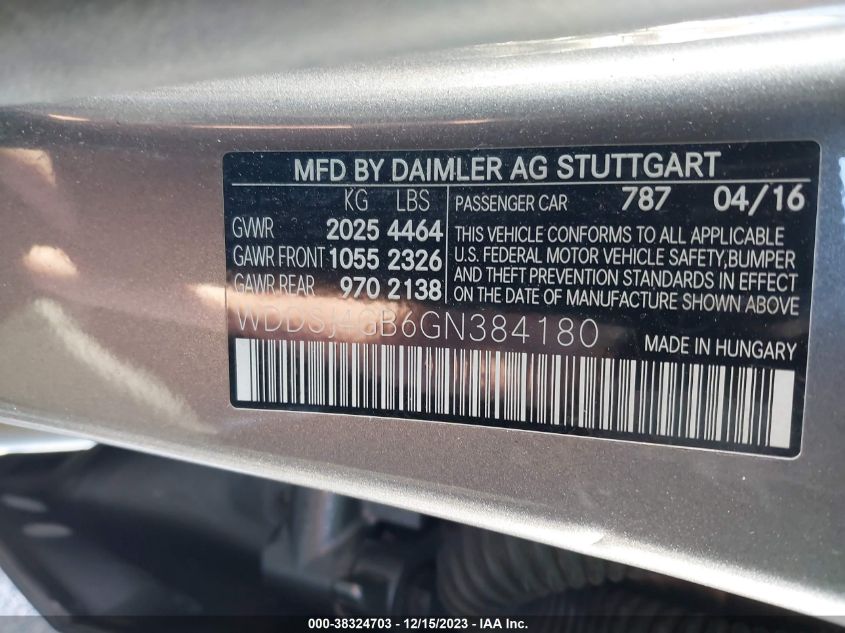 MFD BY DAIMLER AG STUTTGART
KG LBS
GVWR 2025 4464
GAWR FRONT 1055 2326
GAWR REAR 970 2138
PASSENGER CAR 787 04/16
THIS VEHICLE CONFORMS TO ALL APPLICABLE
U.S. FEDERAL MOTOR VEHICLE SAFETY,BUMPER
AND THEFT PREVENTION STANDARDS IN EFFECT
ON THE DATE OF MANUFACTURE SHOWN ABOVE
WDDSJ4GB6GN384180
MADE IN HUNGARY
000-38324703 - 12/15/2023 - IAA Inc.